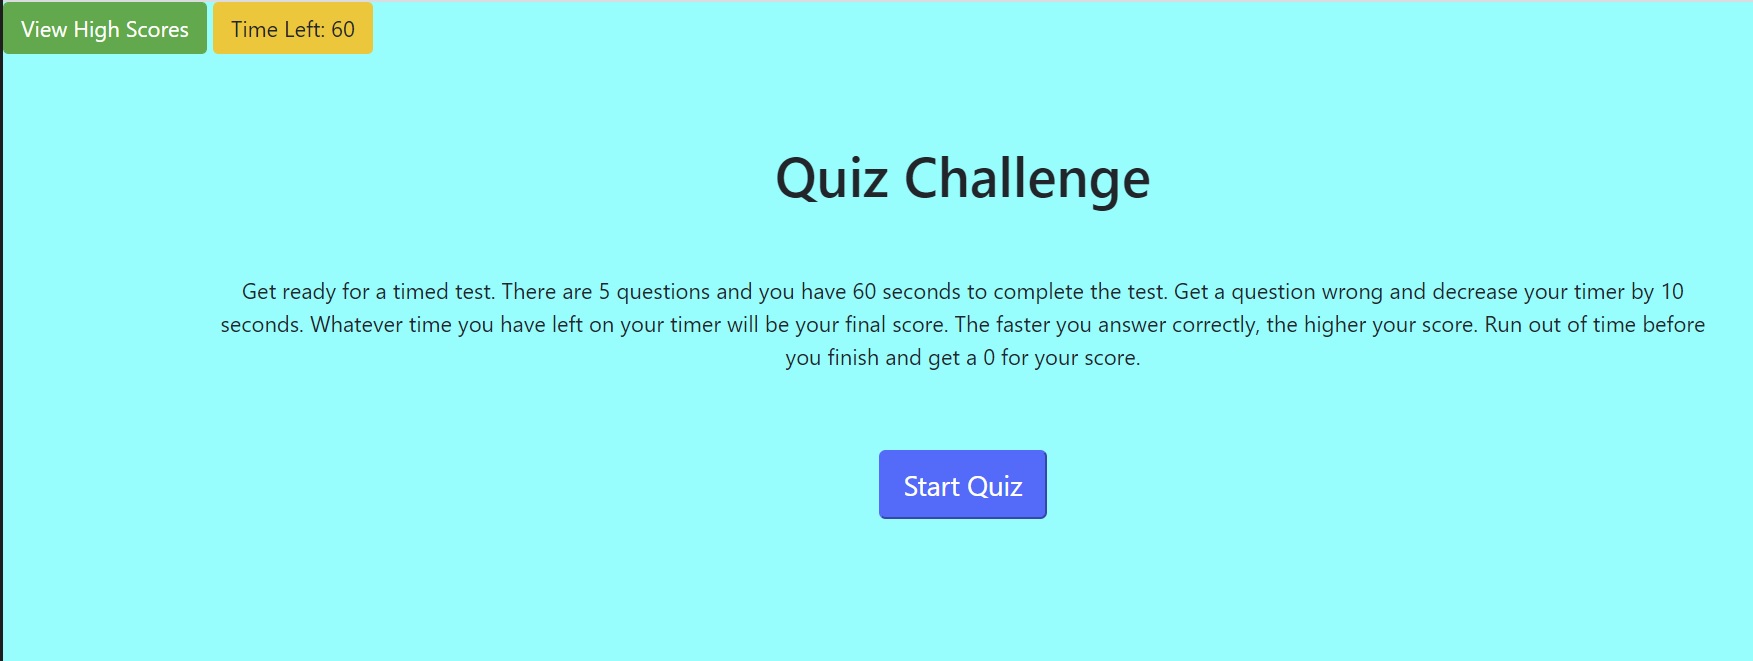 View High Scores Time Left: 60
Quiz Challenge
Get ready for a timed test. There are 5 questions and you have 60 seconds to complete the test. Get a question wrong and decrease your timer by 10
seconds. Whatever time you have left on your timer will be your final score. The faster you answer correctly, the higher your score. Run out of time before
you finish and get a 0 for your score.
Start Quiz